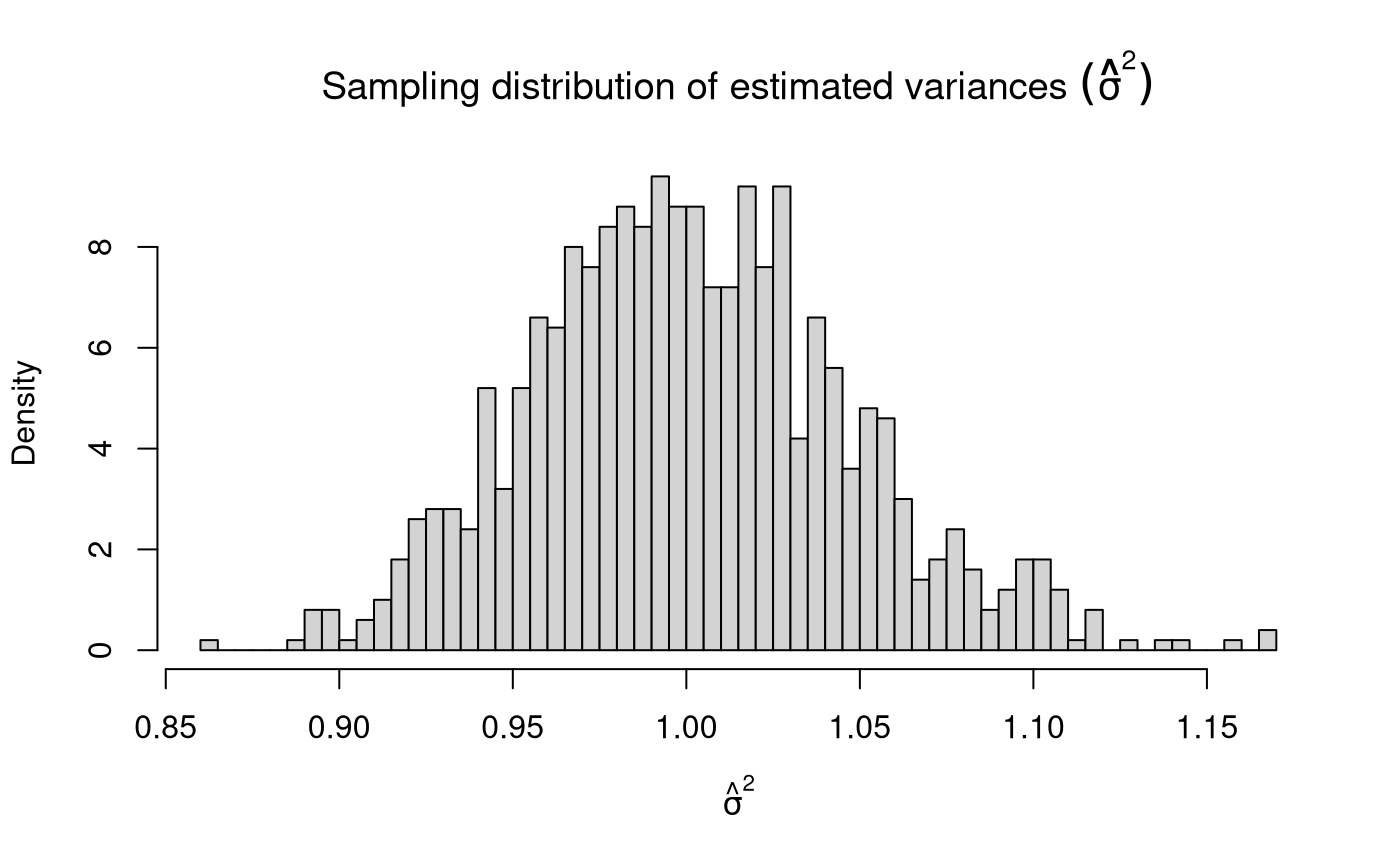 Sampling distribution of estimated variances (σ̂²)
Density
8
6
4
2
0
0.85 0.90 0.95 1.00 1.05 1.10 1.15
σ̂²